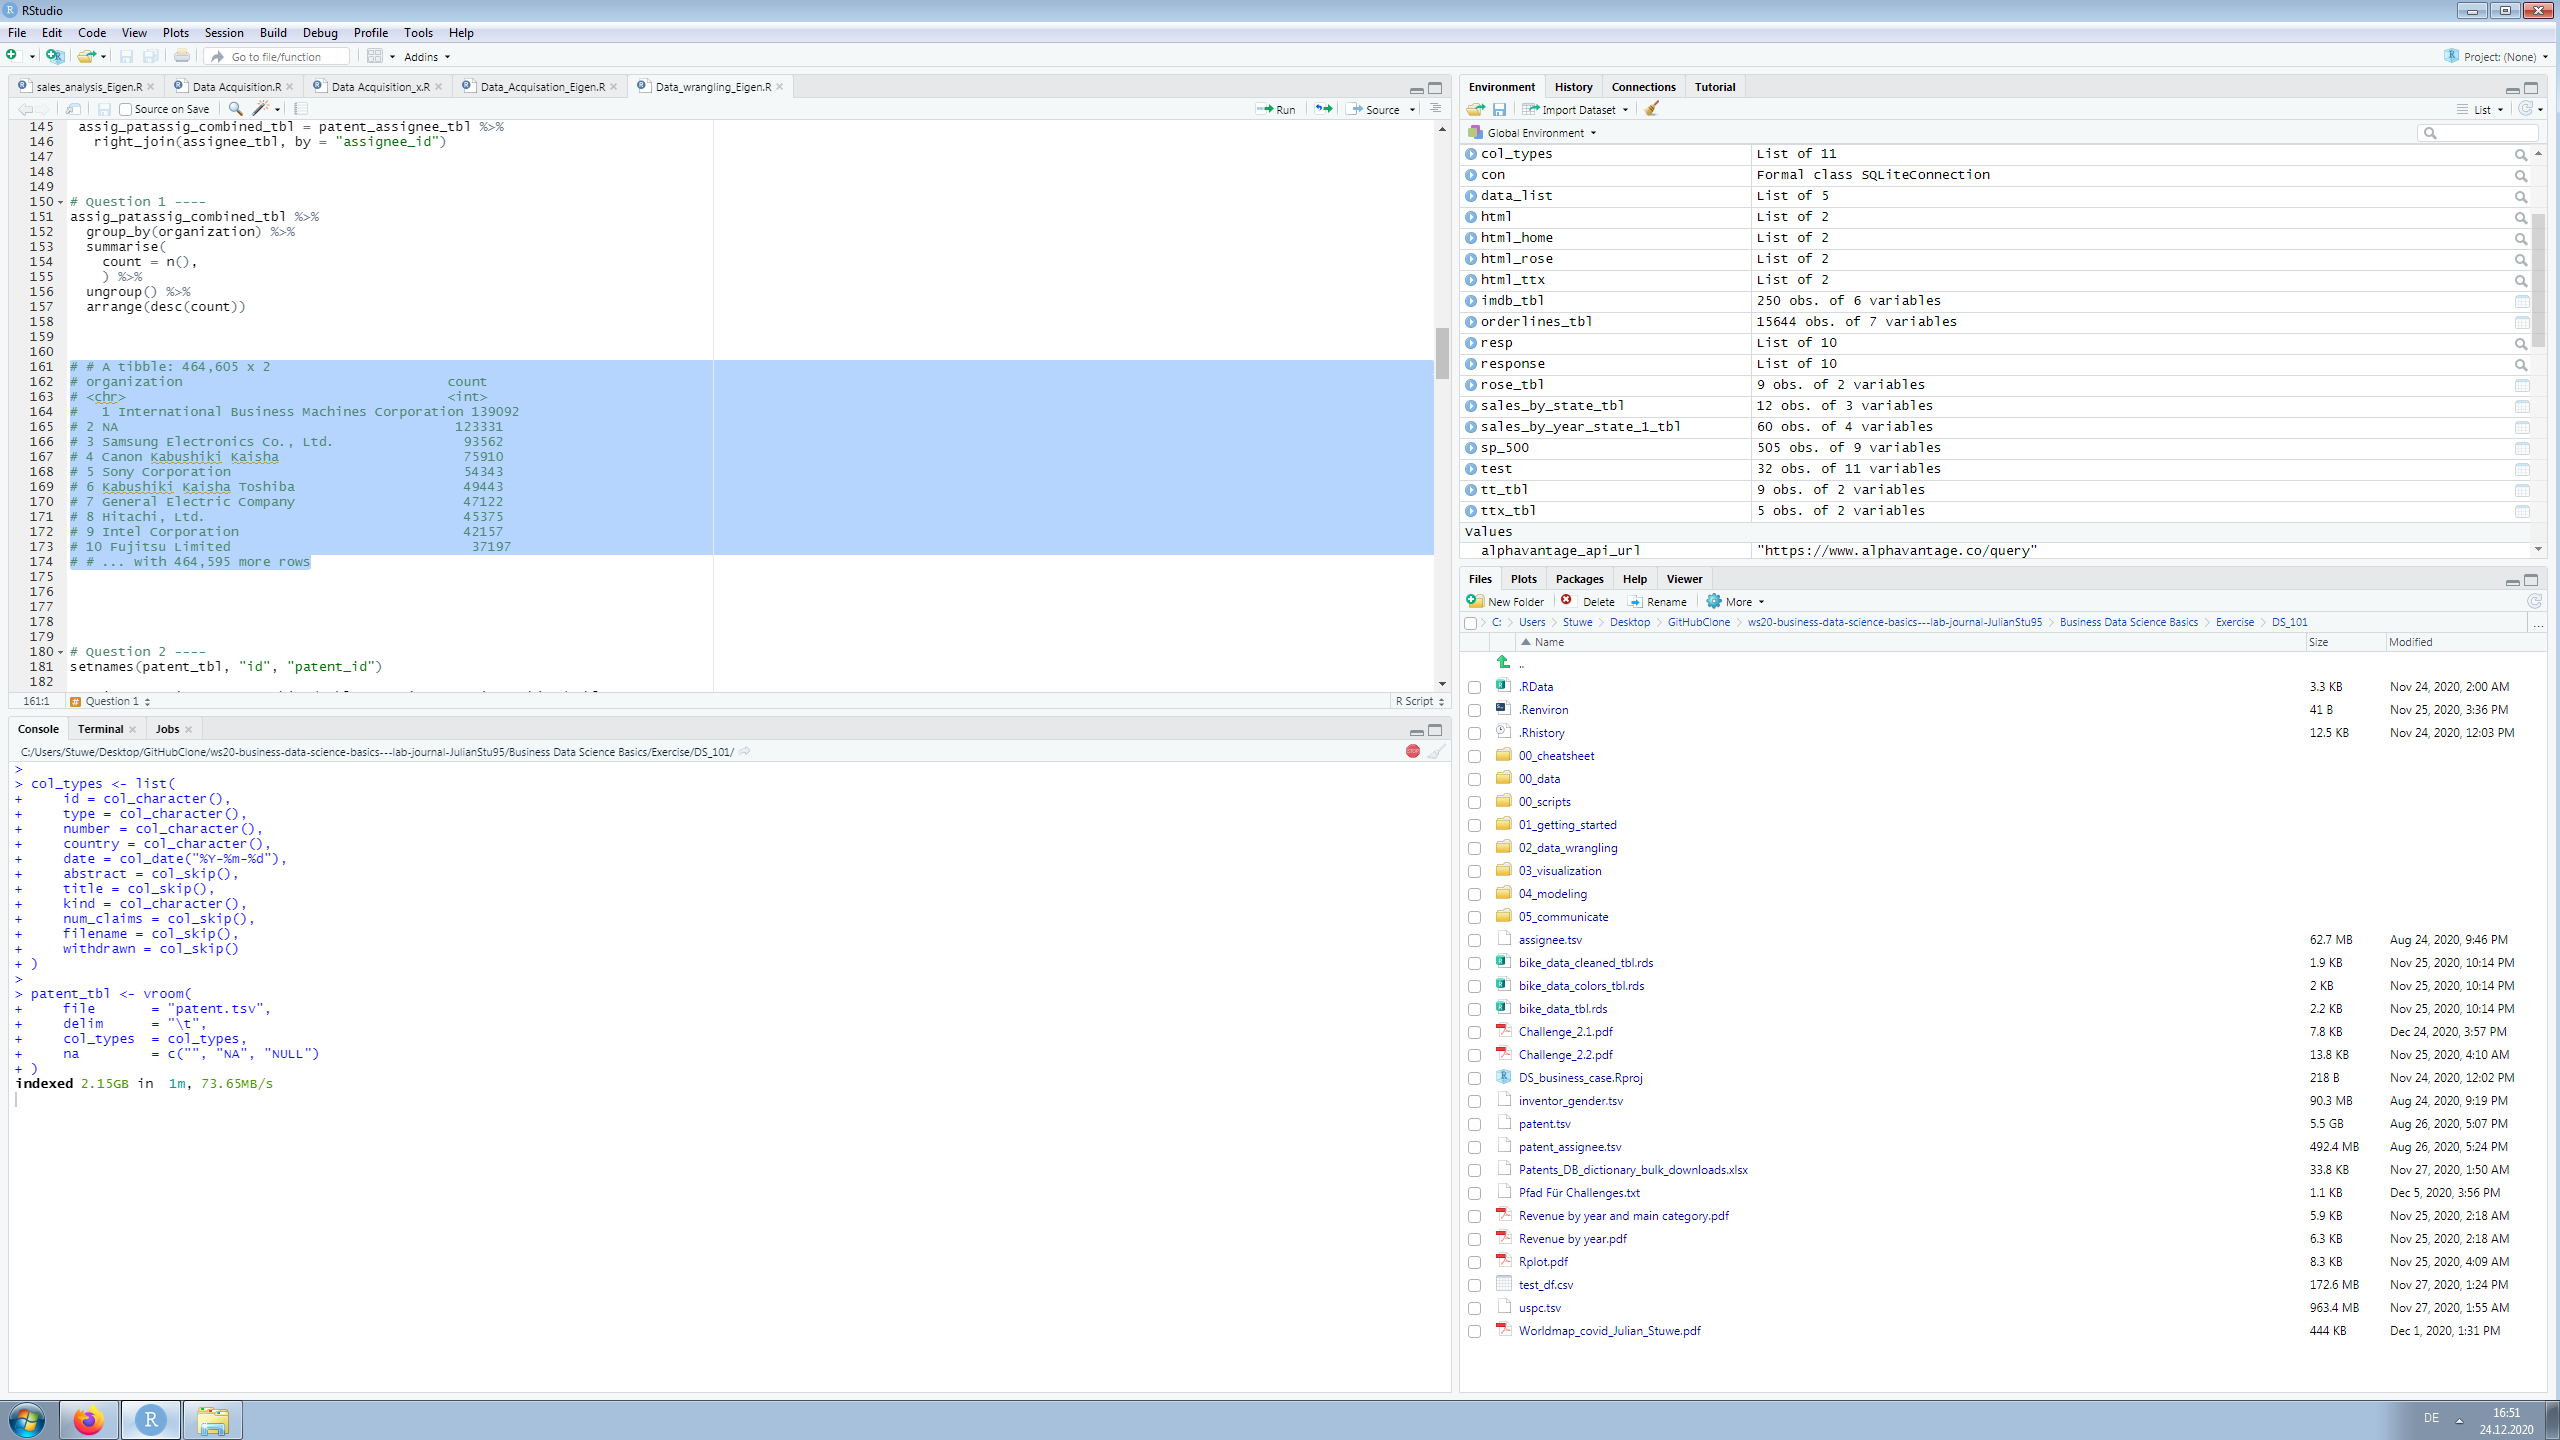 RStudio
File Edit Code View Plots Session Build Debug Profile Tools Help
Go to file/function Addins Project: (None)
sales_analysis_Eigen.R Data Acquisition.R Data Acquisition_x.R Data_Acquisation_Eigen.R Data_wrangling_Eigen.R
Source on Save Run Source
145 assig_patassig_combined_tbl = patent_assignee_tbl %>%
146 right_join(assignee_tbl, by = "assignee_id")
147
148
149
150 # Question 1 ----
151 assig_patassig_combined_tbl %>%
152 group_by(organization) %>%
153 summarise(
154 count = n(),
155 ) %>%
156 ungroup() %>%
157 arrange(desc(count))
158
159
160
161 # # A tibble: 464,605 x 2
162 # organization count
163 # <chr> <int>
164 # 1 International Business Machines Corporation 139092
165 # 2 NA 123331
166 # 3 Samsung Electronics Co., Ltd. 93562
167 # 4 Canon Kabushiki Kaisha 75910
168 # 5 Sony Corporation 54343
169 # 6 Kabushiki Kaisha Toshiba 49443
170 # 7 General Electric Company 47122
171 # 8 Hitachi, Ltd. 45375
172 # 9 Intel Corporation 42157
173 # 10 Fujitsu Limited 37197
174 # # ... with 464,595 more rows
175
176
177
178
179
180 # Question 2 ----
181 setnames(patent_tbl, "id", "patent_id")
182
161:1 Question 1 R Script
Console Terminal Jobs
C:/Users/Stuwe/Desktop/GitHubClone/ws20-business-data-science-basics---lab-journal-JulianStu95/Business Data Science Basics/Exercise/DS_101/
>
> col_types <- list(
+ id = col_character(),
+ type = col_character(),
+ number = col_character(),
+ country = col_character(),
+ date = col_date("%Y-%m-%d"),
+ abstract = col_skip(),
+ title = col_skip(),
+ kind = col_character(),
+ num_claims = col_skip(),
+ filename = col_skip(),
+ withdrawn = col_skip()
+ )
>
> patent_tbl <- vroom(
+ file = "patent.tsv",
+ delim = "\t",
+ col_types = col_types,
+ na = c("", "NA", "NULL")
+ )
indexed 2.15GB in 1m, 73.65MB/s
Environment History Connections Tutorial
Import Dataset List
Global Environment
col_types List of 11
con Formal class SQLiteConnection
data_list List of 5
html List of 2
html_home List of 2
html_rose List of 2
html_ttx List of 2
imdb_tbl 250 obs. of 6 variables
orderlines_tbl 15644 obs. of 7 variables
resp List of 10
response List of 10
rose_tbl 9 obs. of 2 variables
sales_by_state_tbl 12 obs. of 3 variables
sales_by_year_state_1_tbl 60 obs. of 4 variables
sp_500 505 obs. of 9 variables
test 32 obs. of 11 variables
tt_tbl 9 obs. of 2 variables
ttx_tbl 5 obs. of 2 variables
Values
alphavantage_api_url "https://www.alphavantage.co/query"
Files Plots Packages Help Viewer
New Folder Delete Rename More
C: Users Stuwe Desktop GitHubClone ws20-business-data-science-basics---lab-journal-JulianStu95 Business Data Science Basics Exercise DS_101 ...
Name Size Modified
..
.RData 3.3 KB Nov 24, 2020, 2:00 AM
.Renviron 41 B Nov 25, 2020, 3:36 PM
.Rhistory 12.5 KB Nov 24, 2020, 12:03 PM
00_cheatsheet
00_data
00_scripts
01_getting_started
02_data_wrangling
03_visualization
04_modeling
05_communicate
assignee.tsv 62.7 MB Aug 24, 2020, 9:46 PM
bike_data_cleaned_tbl.rds 1.9 KB Nov 25, 2020, 10:14 PM
bike_data_colors_tbl.rds 2 KB Nov 25, 2020, 10:14 PM
bike_data_tbl.rds 2.2 KB Nov 25, 2020, 10:14 PM
Challenge_2.1.pdf 7.8 KB Dec 24, 2020, 3:57 PM
Challenge_2.2.pdf 13.8 KB Nov 25, 2020, 4:10 AM
DS_business_case.Rproj 218 B Nov 24, 2020, 12:02 PM
inventor_gender.tsv 90.3 MB Aug 24, 2020, 9:19 PM
patent.tsv 5.5 GB Aug 26, 2020, 5:07 PM
patent_assignee.tsv 492.4 MB Aug 26, 2020, 5:24 PM
Patents_DB_dictionary_bulk_downloads.xlsx 33.8 KB Nov 27, 2020, 1:50 AM
Pfad Für Challenges.txt 1.1 KB Dec 5, 2020, 3:56 PM
Revenue by year and main category.pdf 5.9 KB Nov 25, 2020, 2:18 AM
Revenue by year.pdf 6.3 KB Nov 25, 2020, 2:18 AM
Rplot.pdf 8.3 KB Nov 25, 2020, 4:09 AM
test_df.csv 172.6 MB Nov 27, 2020, 1:24 PM
uspc.tsv 963.4 MB Nov 27, 2020, 1:55 AM
Worldmap_covid_Julian_Stuwe.pdf 444 KB Dec 1, 2020, 1:31 PM
DE 16:51
24.12.2020